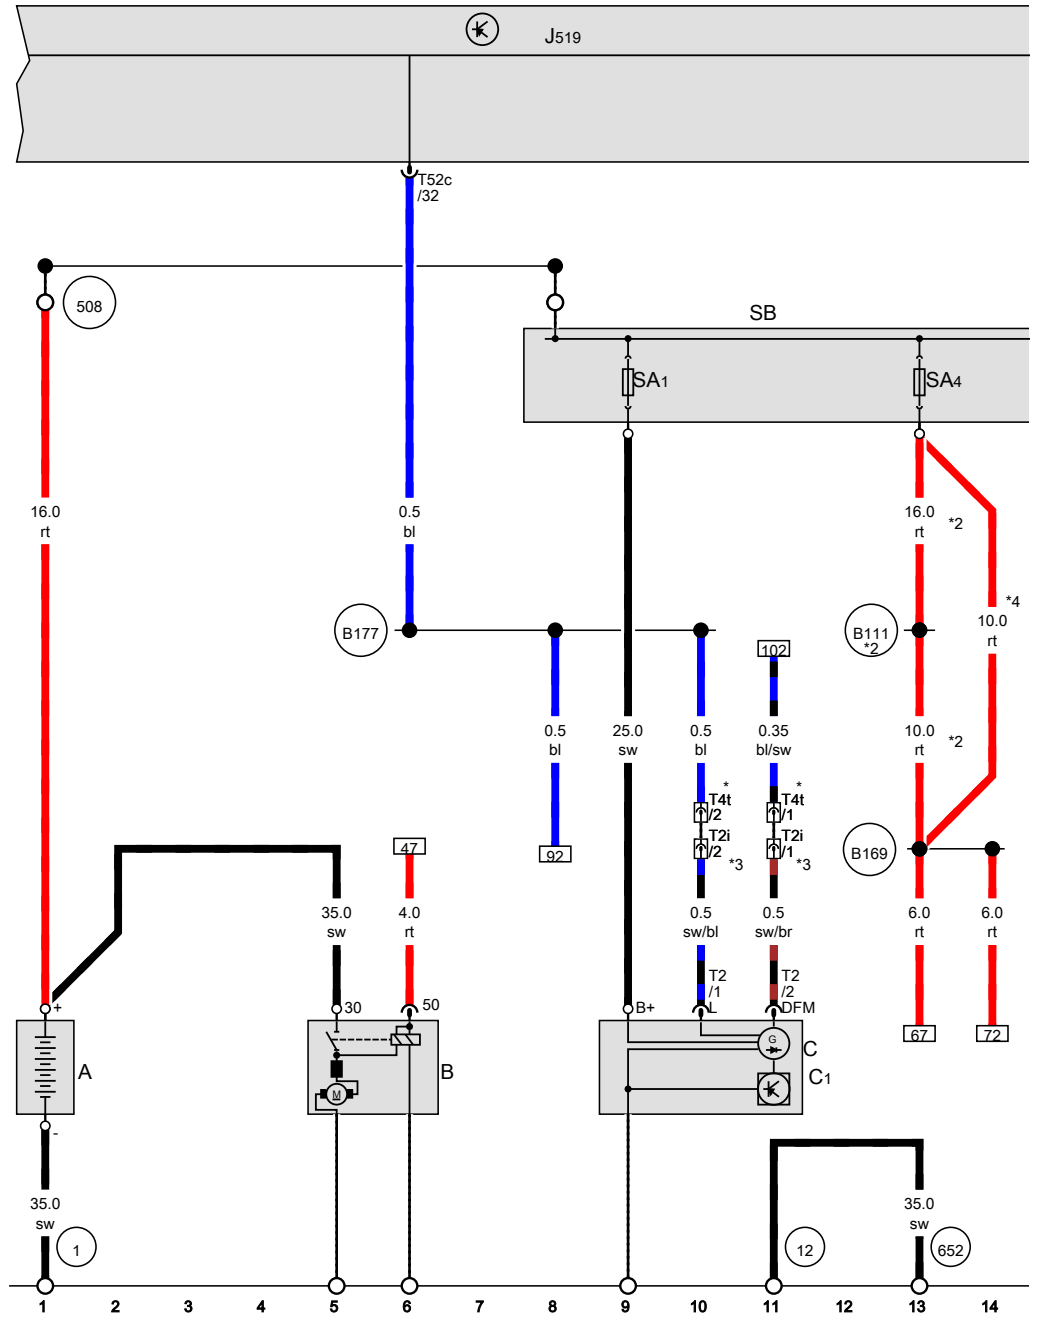 J519
T52c
/32
508
SB
SA1
SA4
16.0
rt
0.5
bl
16.0
rt
*2
*4
10.0
rt
B177
B111
*2
102
0.5
bl
25.0
sw
0.5
bl
0.35
bl/sw
10.0
rt
*2
*
T4t
/2
*
T4t
/1
T2i
/2
*3
T2i
/1
*3
47
92
B169
35.0
sw
4.0
rt
0.5
sw/bl
0.5
sw/br
6.0
rt
6.0
rt
T2
/1
T2
/2
+
30
50
B+
L
DFM
67
72
G
A
B
C
C1
M
-
35.0
sw
35.0
sw
1
12
652
1 2 3 4 5 6 7 8 9 10 11 12 13 14